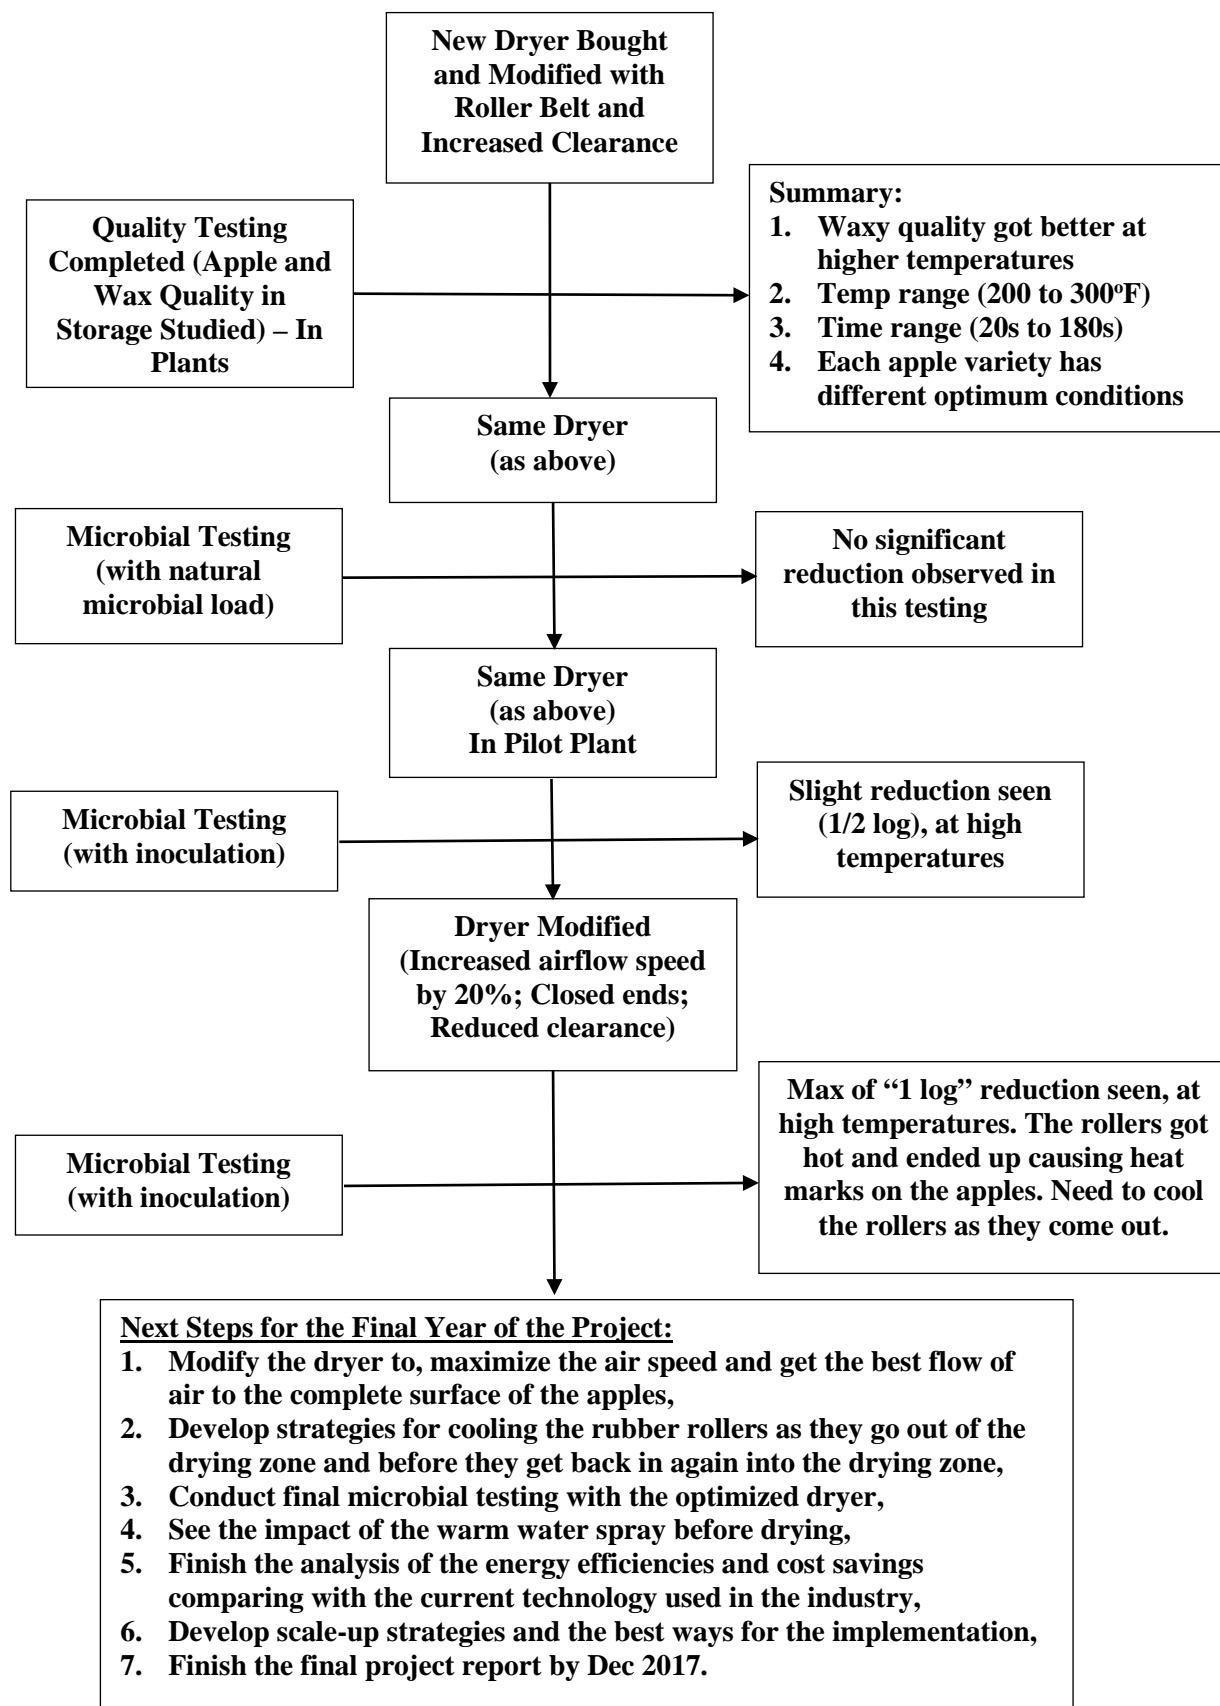 New Dryer Bought
and Modified with
Roller Belt and
Increased Clearance
Quality Testing
Completed (Apple and
Wax Quality in
Storage Studied) – In
Plants
Summary:
1. Waxy quality got better at
higher temperatures
2. Temp range (200 to 300ºF)
3. Time range (20s to 180s)
4. Each apple variety has
different optimum conditions
Same Dryer
(as above)
Microbial Testing
(with natural
microbial load)
No significant
reduction observed in
this testing
Same Dryer
(as above)
In Pilot Plant
Microbial Testing
(with inoculation)
Slight reduction seen
(1/2 log), at high
temperatures
Dryer Modified
(Increased airflow speed
by 20%; Closed ends;
Reduced clearance)
Microbial Testing
(with inoculation)
Max of “1 log” reduction seen, at
high temperatures. The rollers got
hot and ended up causing heat
marks on the apples. Need to cool
the rollers as they come out.
Next Steps for the Final Year of the Project:
1. Modify the dryer to, maximize the air speed and get the best flow of
air to the complete surface of the apples,
2. Develop strategies for cooling the rubber rollers as they go out of the
drying zone and before they get back in again into the drying zone,
3. Conduct final microbial testing with the optimized dryer,
4. See the impact of the warm water spray before drying,
5. Finish the analysis of the energy efficiencies and cost savings
comparing with the current technology used in the industry,
6. Develop scale-up strategies and the best ways for the implementation,
7. Finish the final project report by Dec 2017.